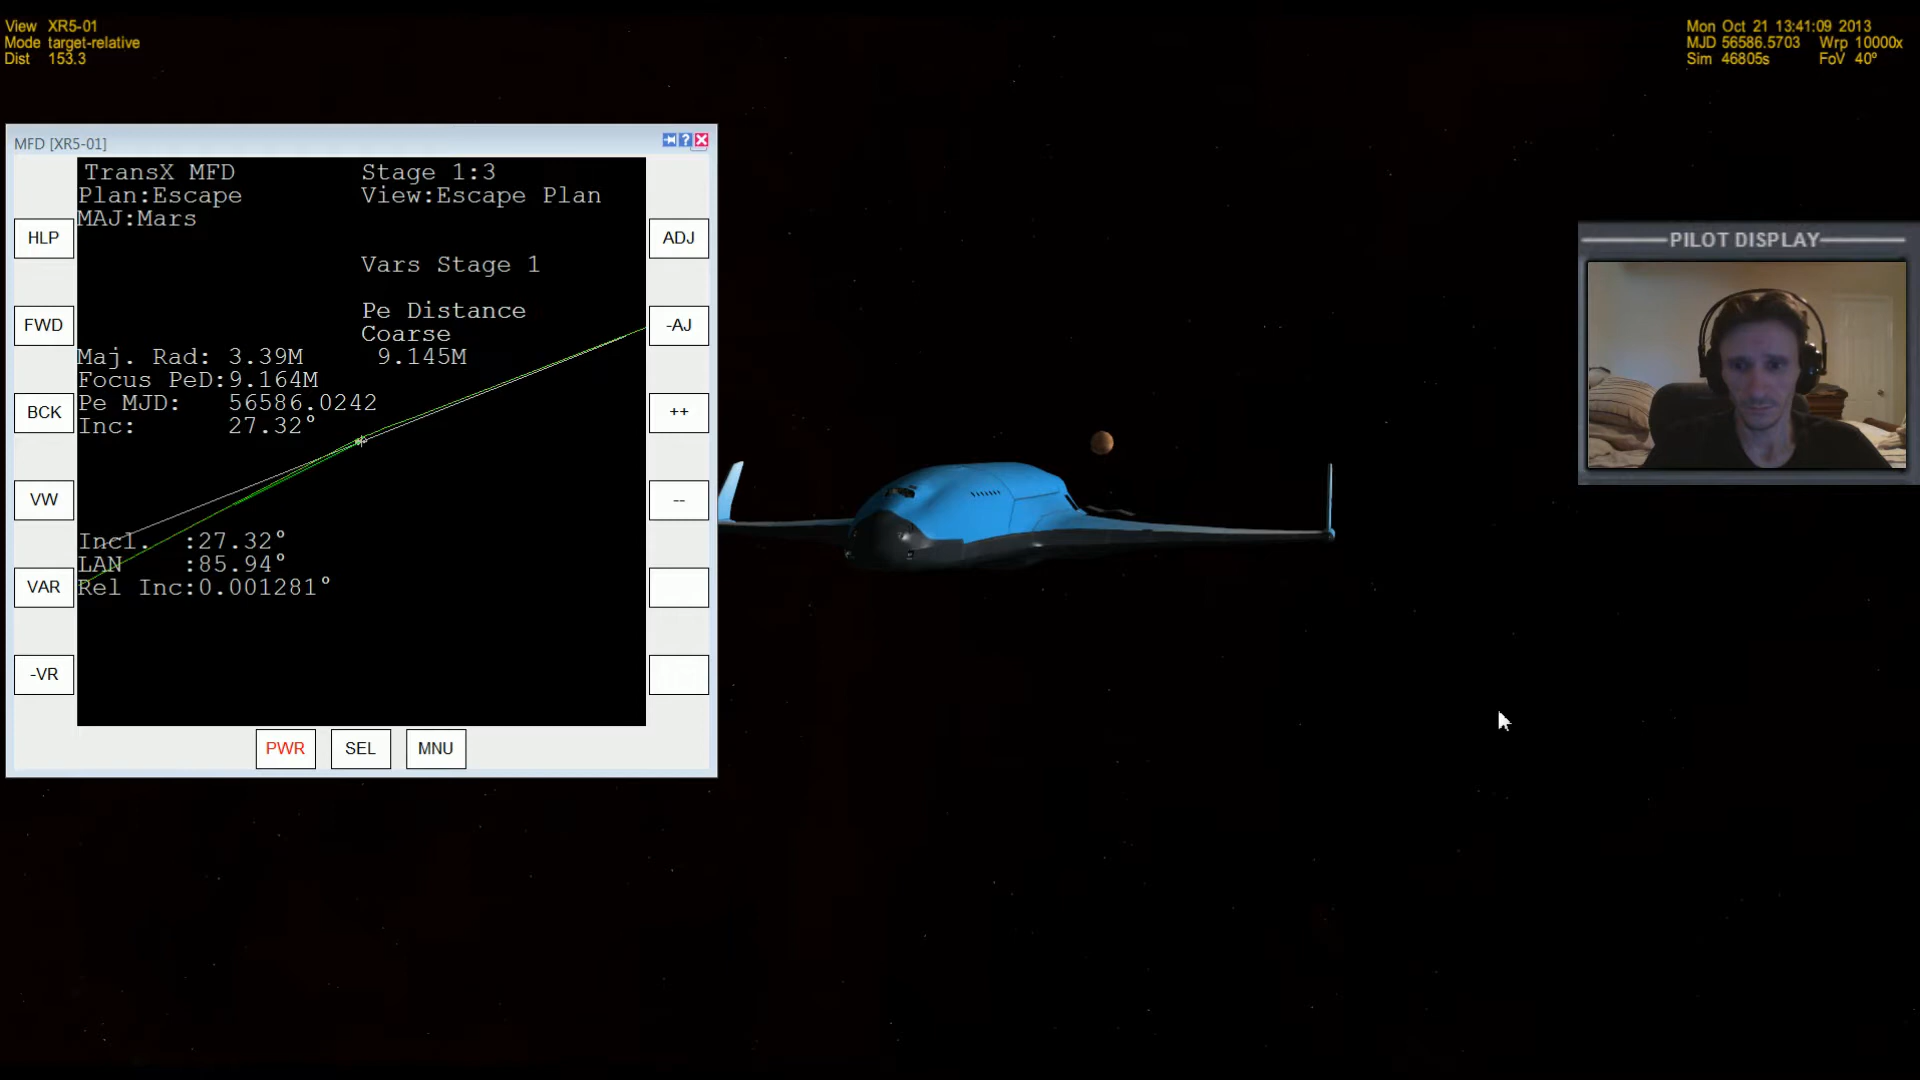 View XR5-01
Mode target-relative
Dist 153.3
Mon Oct 21 13:41:09 2013
MJD 56586.5703 Wrp 10000x
Sim 46805s FoV 40°
MFD [XR5-01]
TransX MFD Stage 1:3
Plan:Escape View:Escape Plan
MAJ:Mars
HLP
ADJ
Vars Stage 1
Pe Distance
FWD
-AJ
Coarse
Maj. Rad: 3.39M 9.145M
Focus PeD:9.164M
Pe MJD: 56586.0242
BCK
++
Inc: 27.32°
VW
--
Incl. :27.32°
LAN :85.94°
VAR
Rel Inc:0.001281°
-VR
PWR
SEL
MNU
PILOT DISPLAY